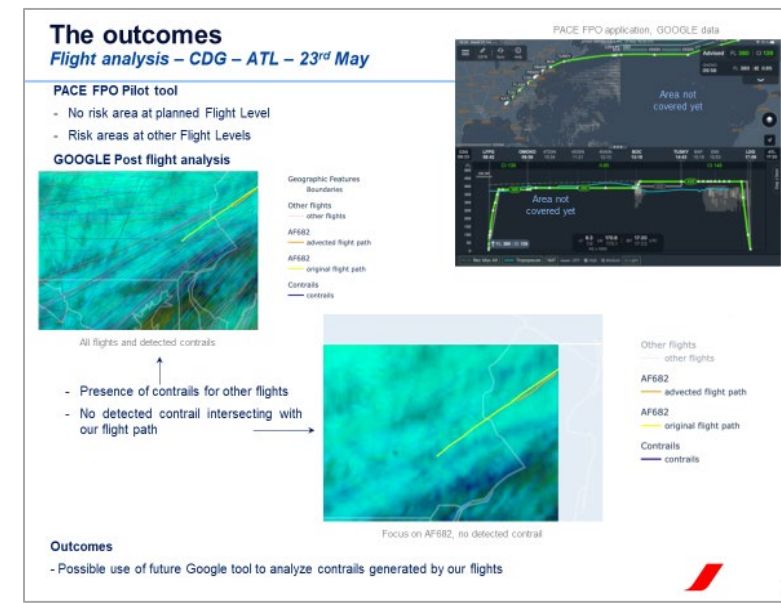 The outcomes
Flight analysis – CDG – ATL – 23rd May
PACE FPO application, GOOGLE data
PACE FPO Pilot tool
- No risk area at planned Flight Level
- Risk areas at other Flight Levels
GOOGLE Post flight analysis
Advised
Area not
covered yet
Area not
covered yet
Geographic Features
Boundaries
Other flights
other flights
AF682
advected flight path
AF682
original flight path
Contrails
contrails
All flights and detected contrails
- Presence of contrails for other flights
- No detected contrail intersecting with
our flight path
Other flights
other flights
AF682
advected flight path
AF682
original flight path
Contrails
contrails
Focus on AF682, no detected contrail
Outcomes
- Possible use of future Google tool to analyze contrails generated by our flights